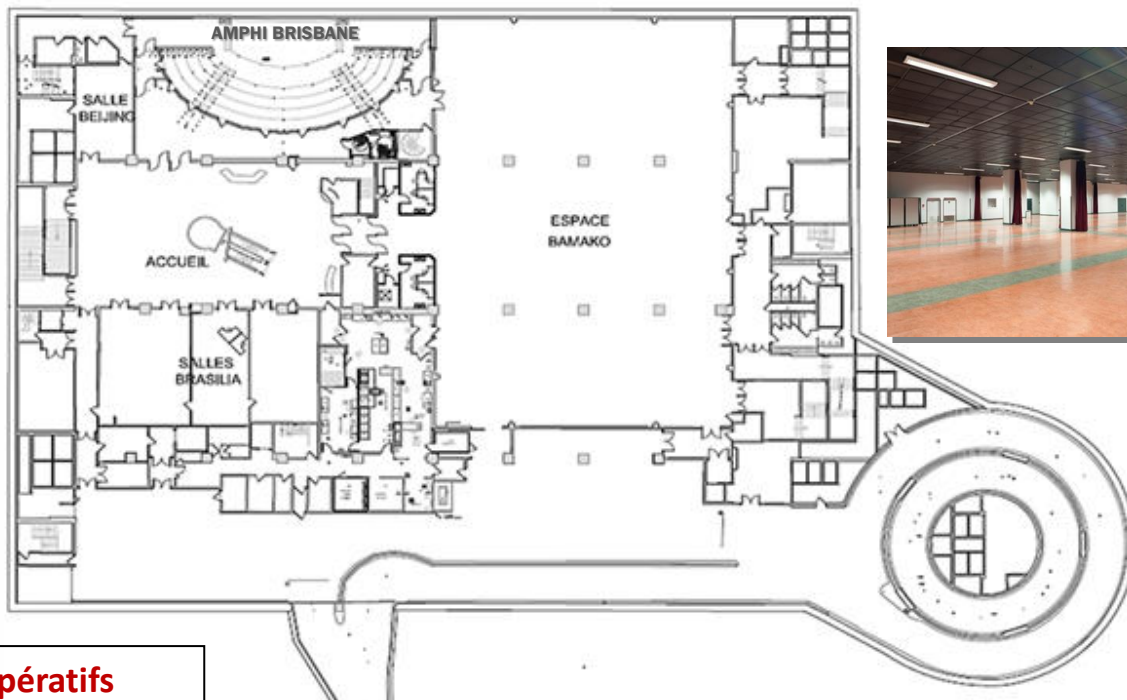 AMPHI BRISBANE
SALLE
BEIJING
ESPACE
BAMAKO
ACCUEIL
SALLES
BRASILIA
pératifs